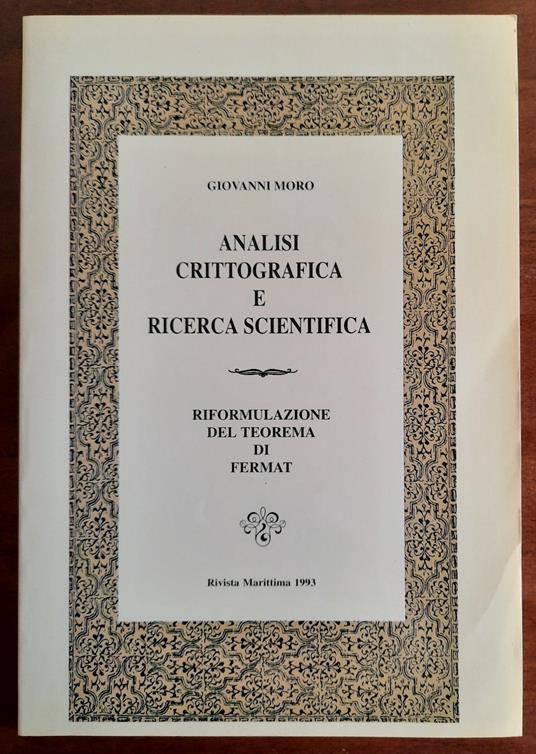 GIOVANNI MORO
ANALISI
CRITTOGRAFICA
E
RICERCA SCIENTIFICA
RIFORMULAZIONE
DEL TEOREMA
DI
FERMAT
Rivista Marittima 1993